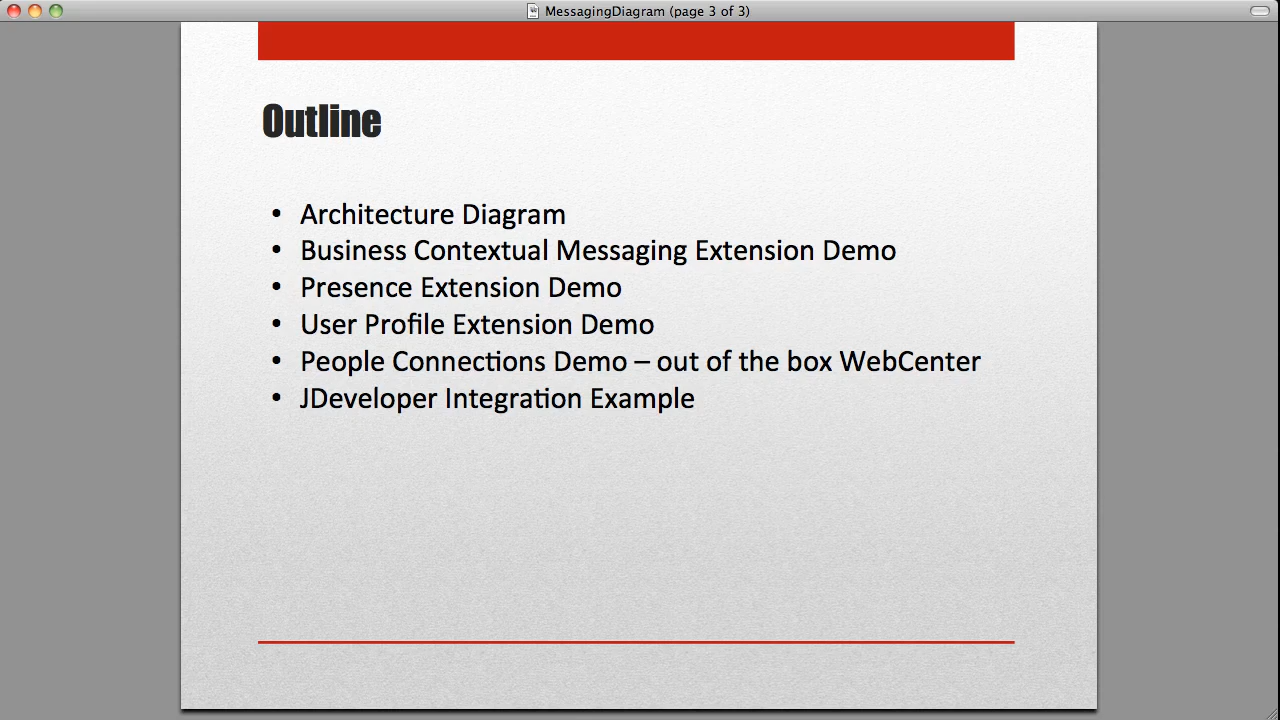 MessagingDiagram (page 3 of 3)
Outline
• Architecture Diagram
• Business Contextual Messaging Extension Demo
• Presence Extension Demo
• User Profile Extension Demo
• People Connections Demo – out of the box WebCenter
• JDeveloper Integration Example